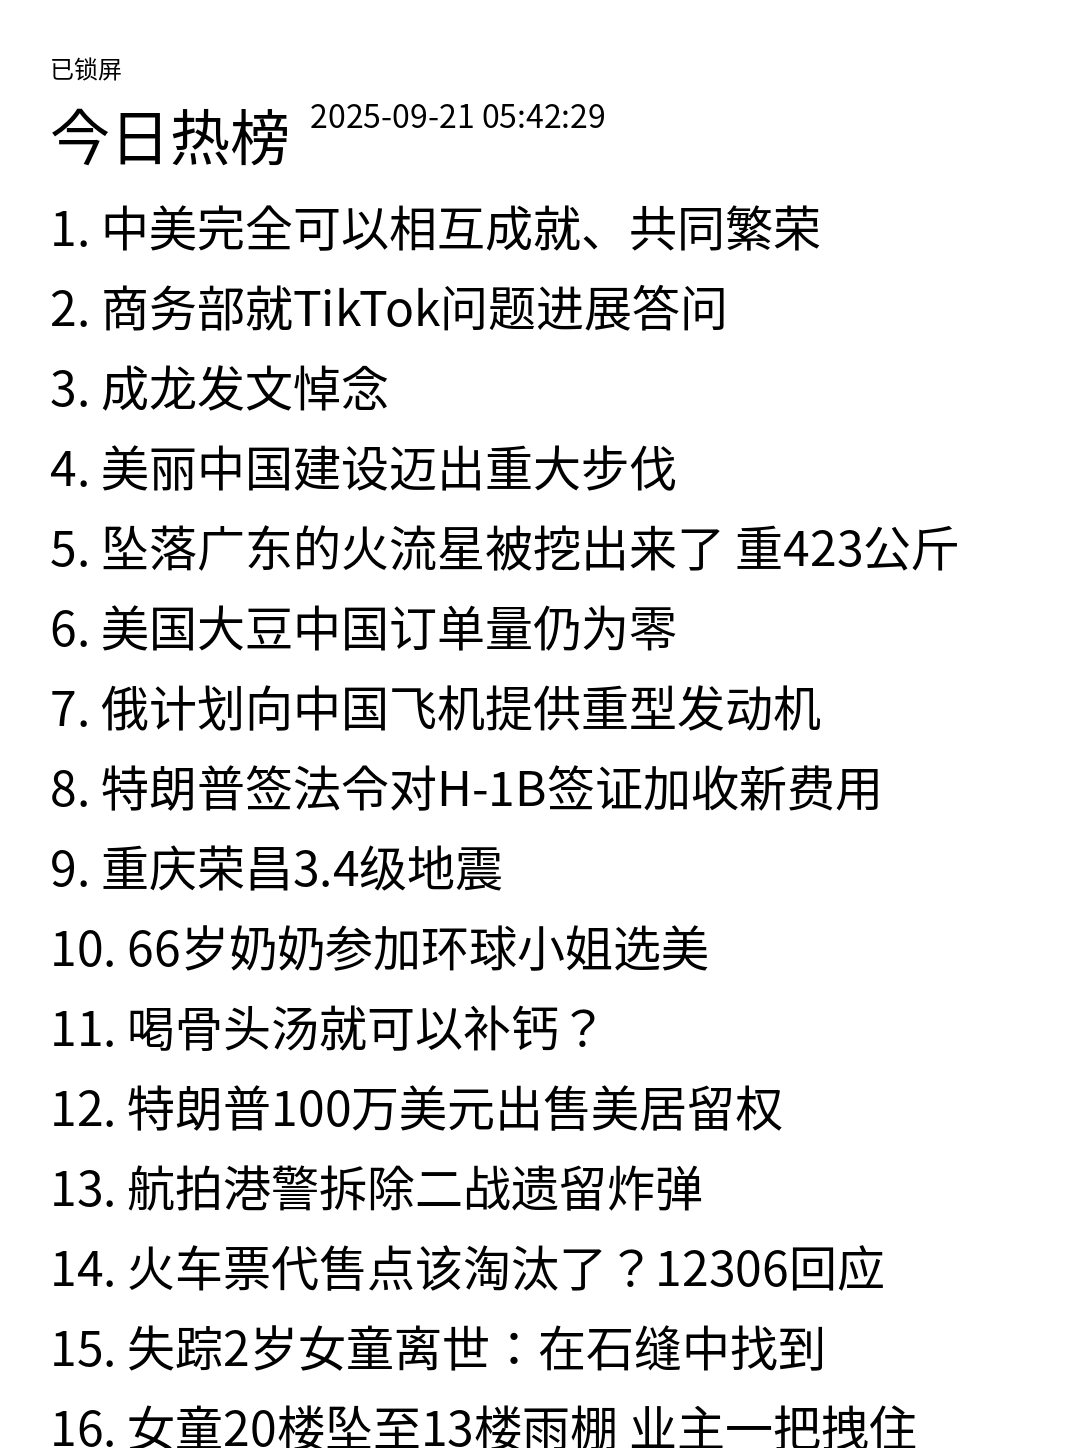 已锁屏
今日热榜 2025-09-21 05:42:29
1. 中美完全可以相互成就、共同繁荣
2. 商务部就TikTok问题进展答问
3. 成龙发文悼念
4. 美丽中国建设迈出重大步伐
5. 坠落广东的火流星被挖出来了 重423公斤
6. 美国大豆中国订单量仍为零
7. 俄计划向中国飞机提供重型发动机
8. 特朗普签法令对H-1B签证加收新费用
9. 重庆荣昌3.4级地震
10. 66岁奶奶参加环球小姐选美
11. 喝骨头汤就可以补钙？
12. 特朗普100万美元出售美居留权
13. 航拍港警拆除二战遗留炸弹
14. 火车票代售点该淘汰了？12306回应
15. 失踪2岁女童离世：在石缝中找到
16. 女童20楼坠至13楼雨棚 业主一把拽住